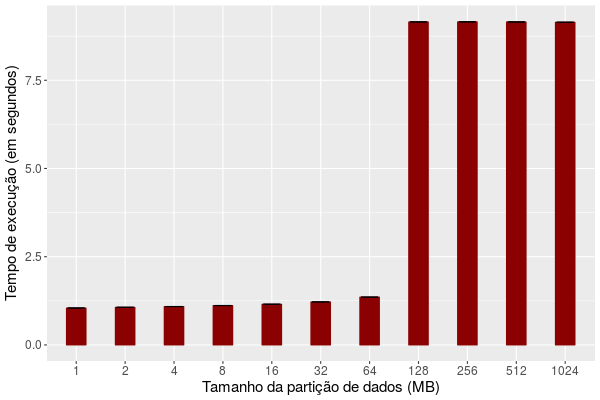 Tempo de execução (em segundos)
7.5
5.0
2.5
0.0
1 2 4 8 16 32 64 128 256 512 1024
Tamanho da partição de dados (MB)